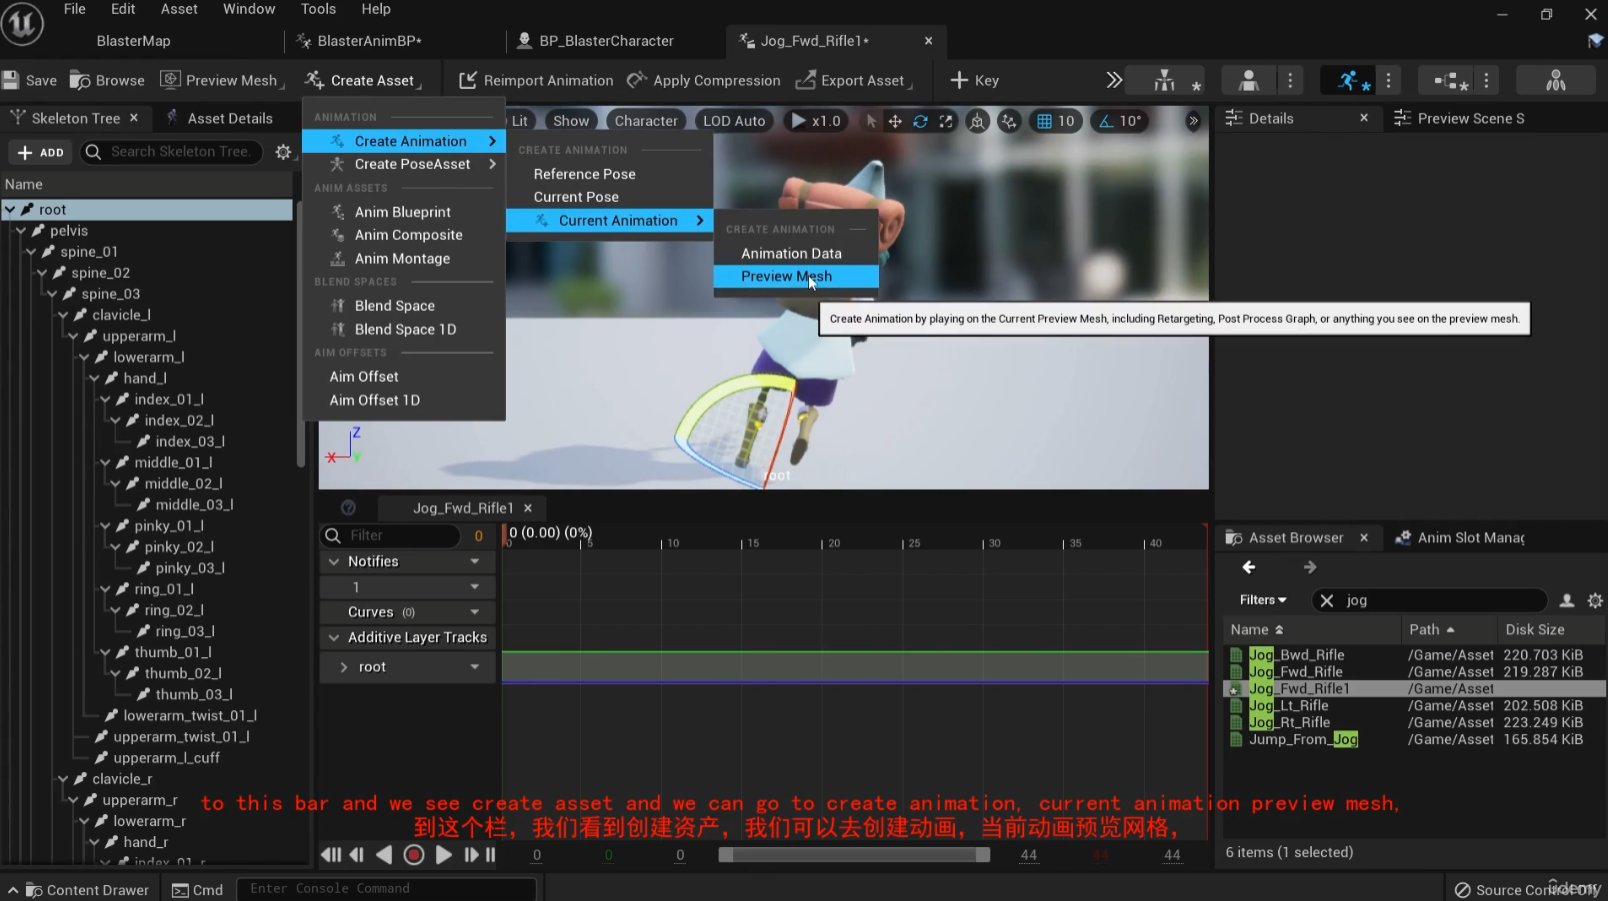 File Edit Asset Window Tools Help
BlasterMap
BlasterAnimBP*
BP_BlasterCharacter
Jog_Fwd_Rifle1*
Save Browse Preview Mesh Create Asset Reimport Animation Apply Compression Export Asset Key
Skeleton Tree
Asset Details
ADD
Search Skeleton Tree.
Name
root
pelvis
spine_01
spine_02
spine_03
clavicle_l
upperarm_l
lowerarm_l
hand_l
index_01_l
index_02_l
index_03_l
middle_01_l
middle_02_l
middle_03_l
pinky_01_l
pinky_02_l
pinky_03_l
ring_01_l
ring_02_l
ring_03_l
thumb_01_l
thumb_02_l
thumb_03_l
lowerarm_twist_01_l
upperarm_twist_01_l
upperarm_l_cuff
clavicle_r
upperarm_r
lowerarm_r
hand_r
index_01_r
ANIMATION
Create Animation
Create PoseAsset
ANIM ASSETS
Anim Blueprint
Anim Composite
Anim Montage
BLEND SPACES
Blend Space
Blend Space 1D
AIM OFFSETS
Aim Offset
Aim Offset 1D
Lit Show Character LOD Auto x1.0 10 10°
CREATE ANIMATION
Reference Pose
Current Pose
Current Animation
CREATE ANIMATION
Animation Data
Preview Mesh
Create Animation by playing on the Current Preview Mesh, including Retargeting, Post Process Graph, or anything you see on the preview mesh.
Z
X
Y
root
Jog_Fwd_Rifle1
Filter 0
0 (0.00) (0%)
0 5 10 15 20 25 30 35 40
Notifies
1
Curves (0)
Additive Layer Tracks
root
0 0 0 44 44 44
Details
Preview Scene S
Asset Browser
Anim Slot Manag
Filters jog
Name Path Disk Size
Jog_Bwd_Rifle /Game/Asset 220.703 KiB
Jog_Fwd_Rifle /Game/Asset 219.287 KiB
Jog_Fwd_Rifle1 /Game/Asset
Jog_Lt_Rifle /Game/Asset 202.508 KiB
Jog_Rt_Rifle /Game/Asset 223.249 KiB
Jump_From_Jog /Game/Asset 165.854 KiB
6 items (1 selected)
to this bar and we see create asset and we can go to create animation, current animation preview mesh,
到这个栏，我们看到创建资产，我们可以去创建动画，当前动画预览网格，
Content Drawer Cmd Enter Console Command
Source Control Off
ûdemy